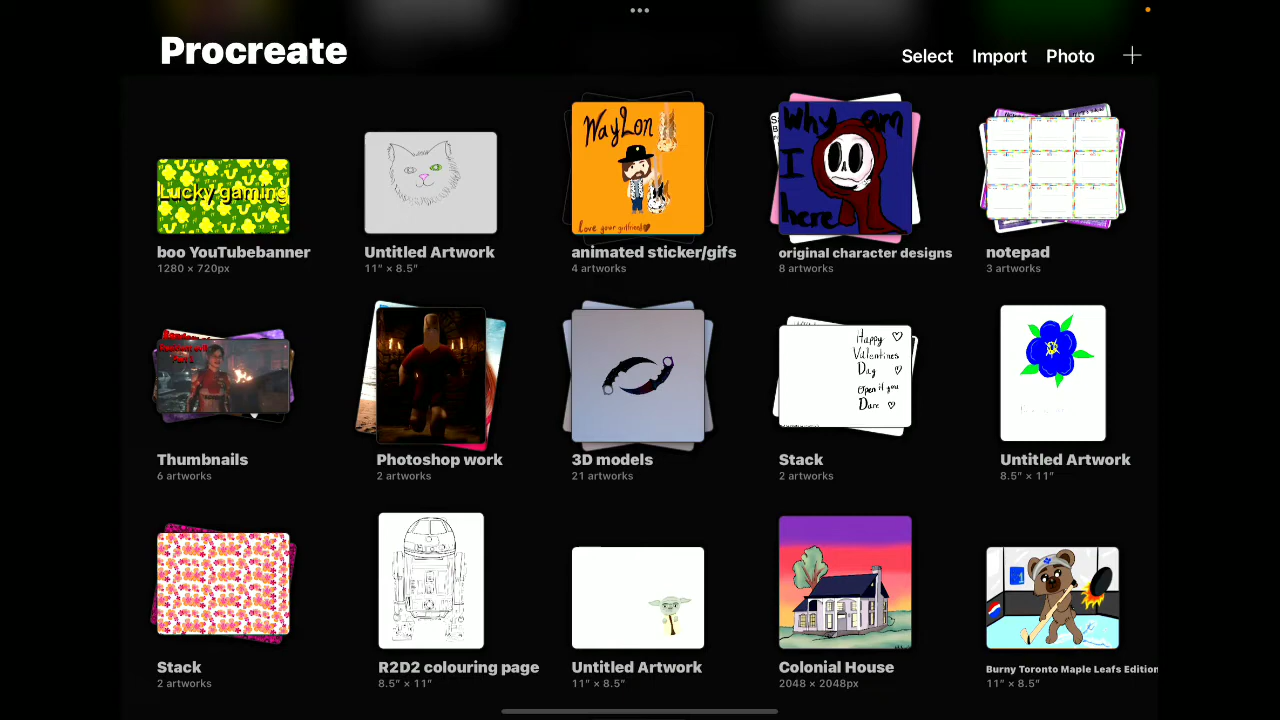 Procreate
Select Import Photo
Lucky gaming
boo YouTubebanner
1280 × 720px
Untitled Artwork
11” × 8.5”
WayLon
Love your girlfriend
animated sticker/gifs
4 artworks
Why am
I
here
original character designs
8 artworks
notepad
3 artworks
Thumbnails
6 artworks
Photoshop work
2 artworks
3D models
21 artworks
Happy
Valentines
Day
Open if you
Dare
Stack
2 artworks
Untitled Artwork
8.5” × 11”
Stack
2 artworks
R2D2 colouring page
8.5” × 11”
Untitled Artwork
11” × 8.5”
Colonial House
2048 × 2048px
Burny Toronto Maple Leafs Edition
11” × 8.5”